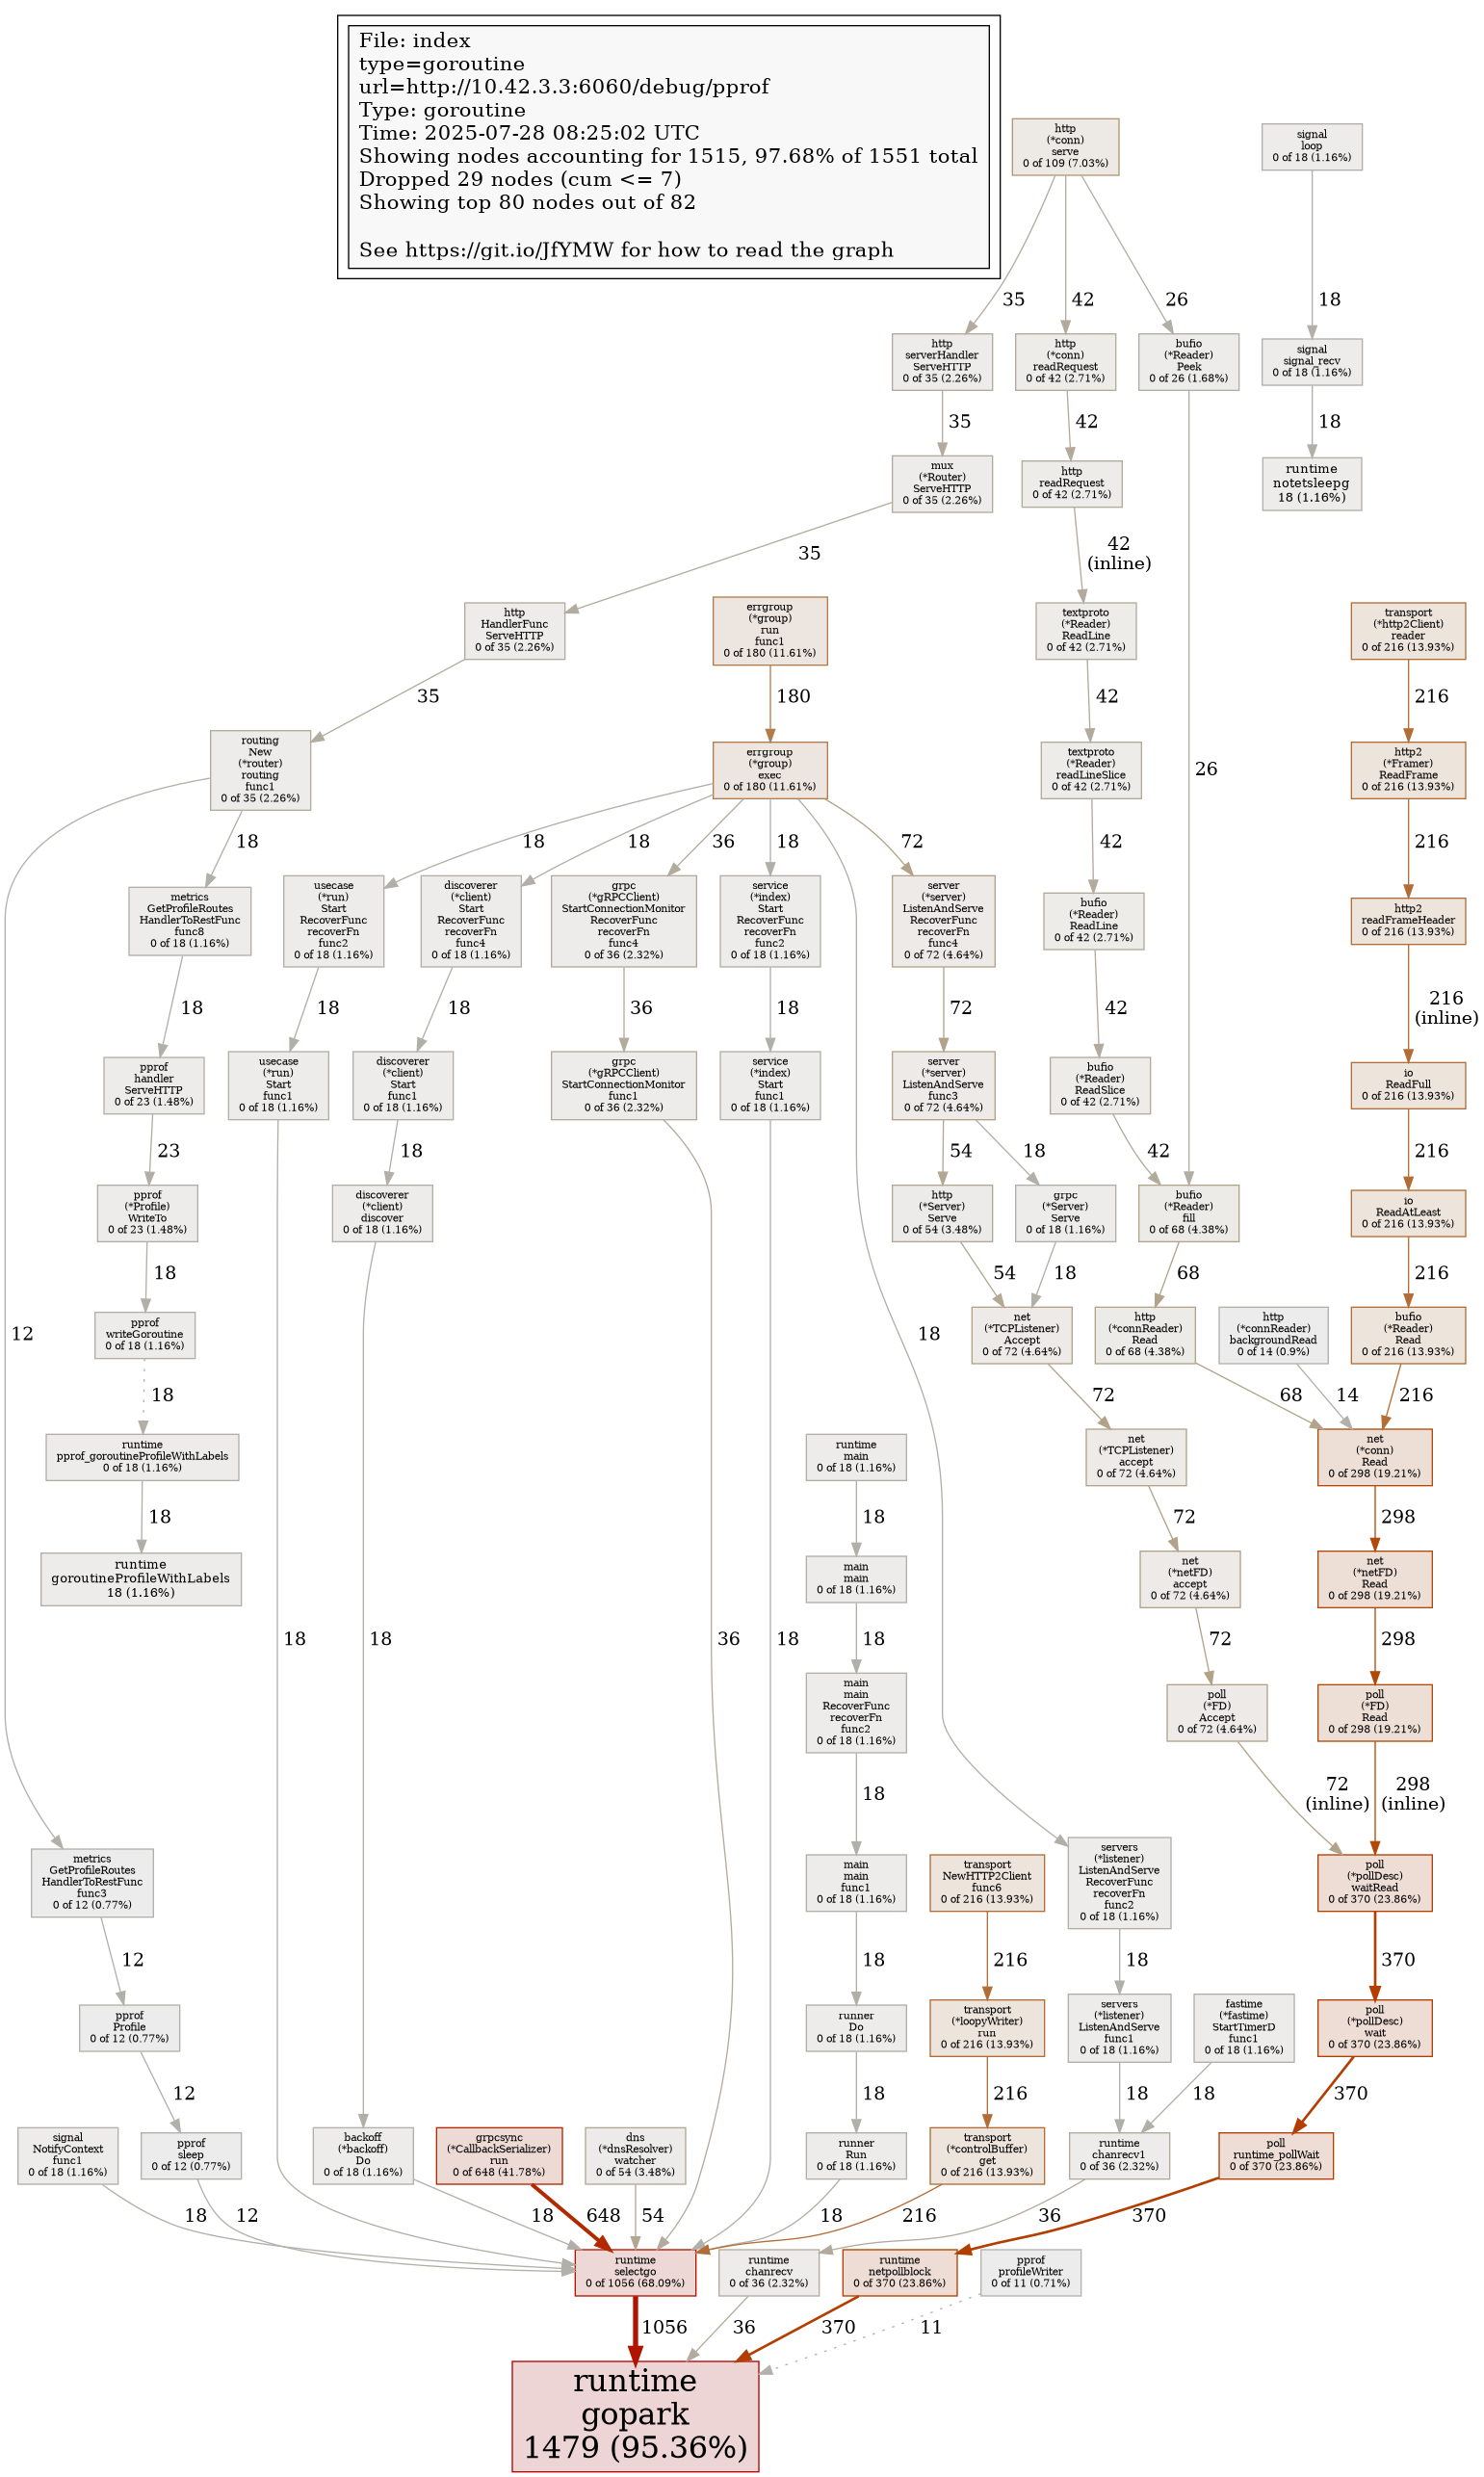 File: index
type=goroutine
url=http://10.42.3.3:6060/debug/pprof
Type: goroutine
Time: 2025-07-28 08:25:02 UTC
Showing nodes accounting for 1515, 97.68% of 1551 total
Dropped 29 nodes (cum <= 7)
Showing top 80 nodes out of 82
See https://git.io/JfYMW for how to read the graph
http
(*conn)
serve
0 of 109 (7.03%)
signal
loop
0 of 18 (1.16%)
35
42
26
18
http
serverHandler
ServeHTTP
0 of 35 (2.26%)
http
(*conn)
readRequest
0 of 42 (2.71%)
bufio
(*Reader)
Peek
0 of 26 (1.68%)
signal
signal_recv
0 of 18 (1.16%)
35
42
18
mux
(*Router)
ServeHTTP
0 of 35 (2.26%)
http
readRequest
0 of 42 (2.71%)
runtime
notetsleepg
18 (1.16%)
35
42
(inline)
http
HandlerFunc
ServeHTTP
0 of 35 (2.26%)
errgroup
(*group)
run
func1
0 of 180 (11.61%)
textproto
(*Reader)
ReadLine
0 of 42 (2.71%)
transport
(*http2Client)
reader
0 of 216 (13.93%)
35
180
42
216
routing
New
(*router)
routing
func1
0 of 35 (2.26%)
errgroup
(*group)
exec
0 of 180 (11.61%)
textproto
(*Reader)
readLineSlice
0 of 42 (2.71%)
26
http2
(*Framer)
ReadFrame
0 of 216 (13.93%)
18
18
18
36
18
72
42
216
metrics
GetProfileRoutes
HandlerToRestFunc
func8
0 of 18 (1.16%)
usecase
(*run)
Start
RecoverFunc
recoverFn
func2
0 of 18 (1.16%)
discoverer
(*client)
Start
RecoverFunc
recoverFn
func4
0 of 18 (1.16%)
grpc
(*gRPCClient)
StartConnectionMonitor
RecoverFunc
recoverFn
func4
0 of 36 (2.32%)
service
(*index)
Start
RecoverFunc
recoverFn
func2
0 of 18 (1.16%)
server
(*server)
ListenAndServe
RecoverFunc
recoverFn
func4
0 of 72 (4.64%)
bufio
(*Reader)
ReadLine
0 of 42 (2.71%)
http2
readFrameHeader
0 of 216 (13.93%)
18
18
18
36
18
72
42
216
(inline)
pprof
handler
ServeHTTP
0 of 23 (1.48%)
usecase
(*run)
Start
func1
0 of 18 (1.16%)
discoverer
(*client)
Start
func1
0 of 18 (1.16%)
grpc
(*gRPCClient)
StartConnectionMonitor
func1
0 of 36 (2.32%)
service
(*index)
Start
func1
0 of 18 (1.16%)
server
(*server)
ListenAndServe
func3
0 of 72 (4.64%)
bufio
(*Reader)
ReadSlice
0 of 42 (2.71%)
io
ReadFull
0 of 216 (13.93%)
23
18
54
18
42
216
pprof
(*Profile)
WriteTo
0 of 23 (1.48%)
discoverer
(*client)
discover
0 of 18 (1.16%)
http
(*Server)
Serve
0 of 54 (3.48%)
grpc
(*Server)
Serve
0 of 18 (1.16%)
bufio
(*Reader)
fill
0 of 68 (4.38%)
io
ReadAtLeast
0 of 216 (13.93%)
18
54
18
68
216
12
pprof
writeGoroutine
0 of 18 (1.16%)
18
net
(*TCPListener)
Accept
0 of 72 (4.64%)
http
(*connReader)
Read
0 of 68 (4.38%)
http
(*connReader)
backgroundRead
0 of 14 (0.9%)
bufio
(*Reader)
Read
0 of 216 (13.93%)
18
72
68
14
216
runtime
pprof_goroutineProfileWithLabels
0 of 18 (1.16%)
runtime
main
0 of 18 (1.16%)
net
(*TCPListener)
accept
0 of 72 (4.64%)
net
(*conn)
Read
0 of 298 (19.21%)
18
18
72
298
runtime
goroutineProfileWithLabels
18 (1.16%)
main
main
0 of 18 (1.16%)
net
(*netFD)
accept
0 of 72 (4.64%)
net
(*netFD)
Read
0 of 298 (19.21%)
18
18
36
18
18
72
298
main
main
RecoverFunc
recoverFn
func2
0 of 18 (1.16%)
poll
(*FD)
Accept
0 of 72 (4.64%)
poll
(*FD)
Read
0 of 298 (19.21%)
18
72
(inline)
298
(inline)
metrics
GetProfileRoutes
HandlerToRestFunc
func3
0 of 12 (0.77%)
main
main
func1
0 of 18 (1.16%)
transport
NewHTTP2Client
func6
0 of 216 (13.93%)
servers
(*listener)
ListenAndServe
RecoverFunc
recoverFn
func2
0 of 18 (1.16%)
poll
(*pollDesc)
waitRead
0 of 370 (23.86%)
12
18
216
18
370
pprof
Profile
0 of 12 (0.77%)
runner
Do
0 of 18 (1.16%)
transport
(*loopyWriter)
run
0 of 216 (13.93%)
servers
(*listener)
ListenAndServe
func1
0 of 18 (1.16%)
fastime
(*fastime)
StartTimerD
func1
0 of 18 (1.16%)
poll
(*pollDesc)
wait
0 of 370 (23.86%)
12
18
216
18
18
370
signal
NotifyContext
func1
0 of 18 (1.16%)
pprof
sleep
0 of 12 (0.77%)
backoff
(*backoff)
Do
0 of 18 (1.16%)
grpcsync
(*CallbackSerializer)
run
0 of 648 (41.78%)
dns
(*dnsResolver)
watcher
0 of 54 (3.48%)
runner
Run
0 of 18 (1.16%)
transport
(*controlBuffer)
get
0 of 216 (13.93%)
runtime
chanrecv1
0 of 36 (2.32%)
poll
runtime_pollWait
0 of 370 (23.86%)
18
12
18
648
54
18
216
36
370
runtime
selectgo
0 of 1056 (68.09%)
runtime
chanrecv
0 of 36 (2.32%)
runtime
netpollblock
0 of 370 (23.86%)
pprof
profileWriter
0 of 11 (0.71%)
1056
36
370
11
runtime
gopark
1479 (95.36%)